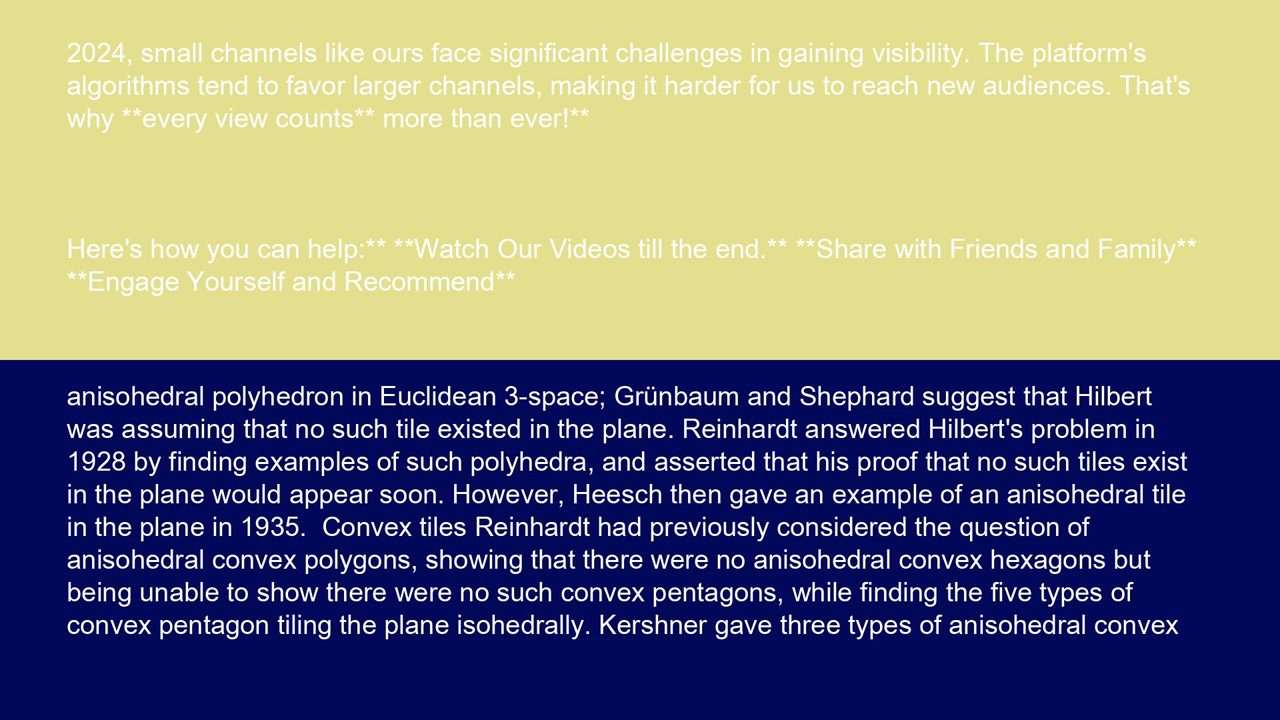 2024, small channels like ours face significant challenges in gaining visibility. The platform's
algorithms tend to favor larger channels, making it harder for us to reach new audiences. That's
why **every view counts** more than ever!**
Here's how you can help:** **Watch Our Videos till the end.** **Share with Friends and Family**
**Engage Yourself and Recommend**
anisohedral polyhedron in Euclidean 3-space; Grünbaum and Shephard suggest that Hilbert
was assuming that no such tile existed in the plane. Reinhardt answered Hilbert's problem in
1928 by finding examples of such polyhedra, and asserted that his proof that no such tiles exist
in the plane would appear soon. However, Heesch then gave an example of an anisohedral tile
in the plane in 1935.  Convex tiles Reinhardt had previously considered the question of
anisohedral convex polygons, showing that there were no anisohedral convex hexagons but
being unable to show there were no such convex pentagons, while finding the five types of
convex pentagon tiling the plane isohedrally. Kershner gave three types of anisohedral convex